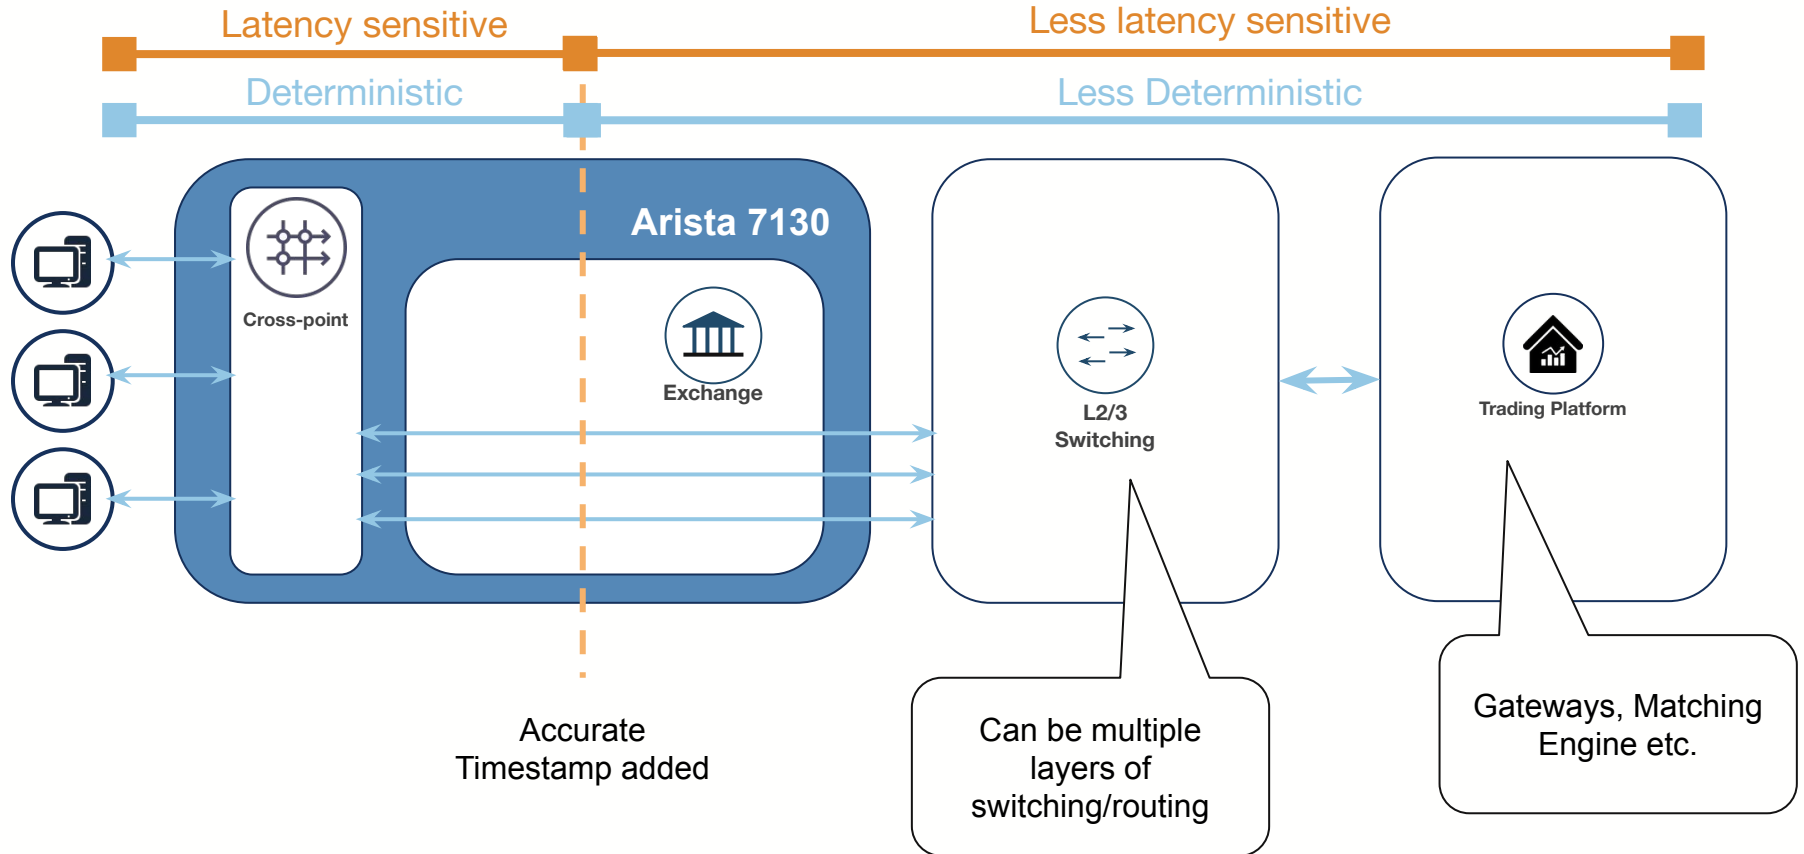 Latency sensitive
Less latency sensitive
Deterministic
Less Deterministic
Arista 7130
Cross-point
Exchange
L2/3
Switching
Trading Platform
Accurate
Timestamp added
Can be multiple
layers of
switching/routing
Gateways, Matching
Engine etc.